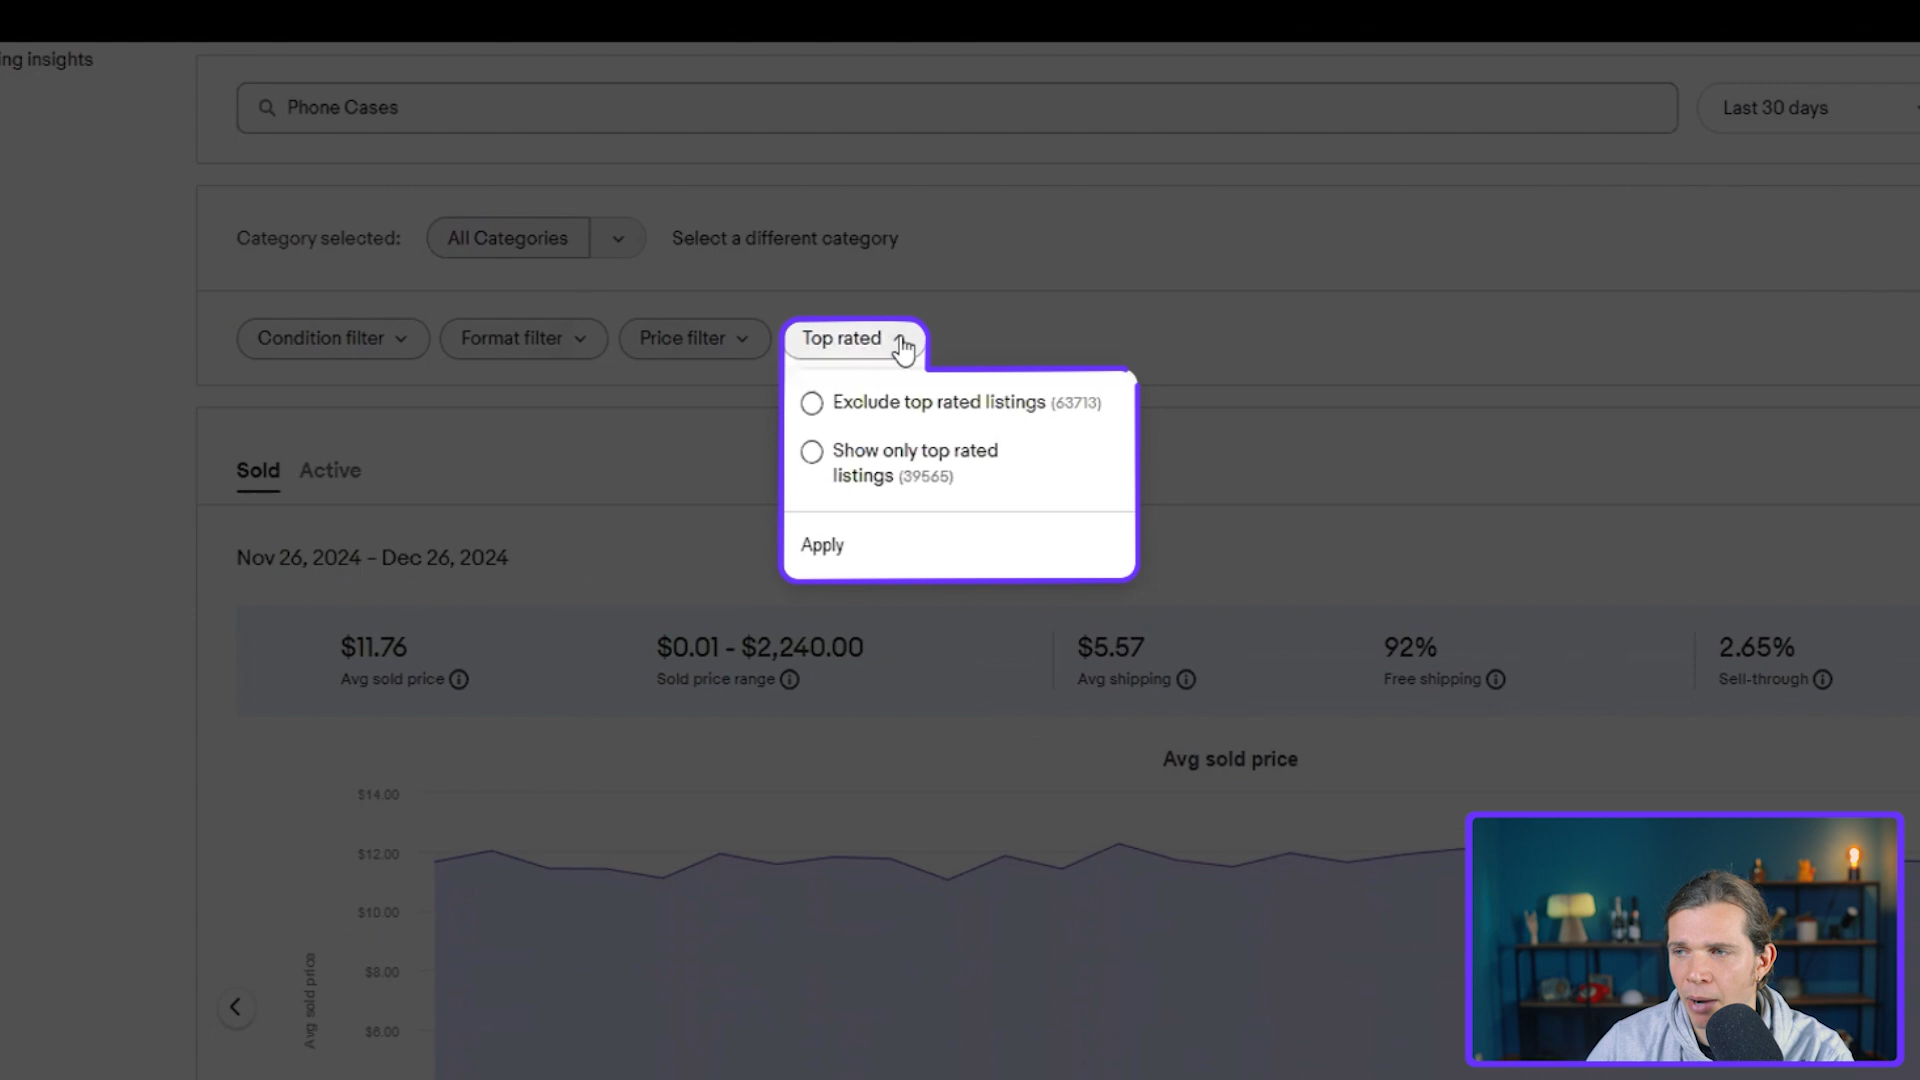 ing insights
Phone Cases
Last 30 days
Category selected:
All Categories
Select a different category
Condition filter
Format filter
Price filter
Top rated
Exclude top rated listings (63713)
Show only top rated
listings (39565)
Apply
Sold
Active
Nov 26, 2024 – Dec 26, 2024
$11.76
Avg sold price
$0.01 - $2,240.00
Sold price range
$5.57
Avg shipping
92%
Free shipping
2.65%
Sell-through
Avg sold price
$14.00
$12.00
$10.00
$8.00
$6.00
Avg sold price